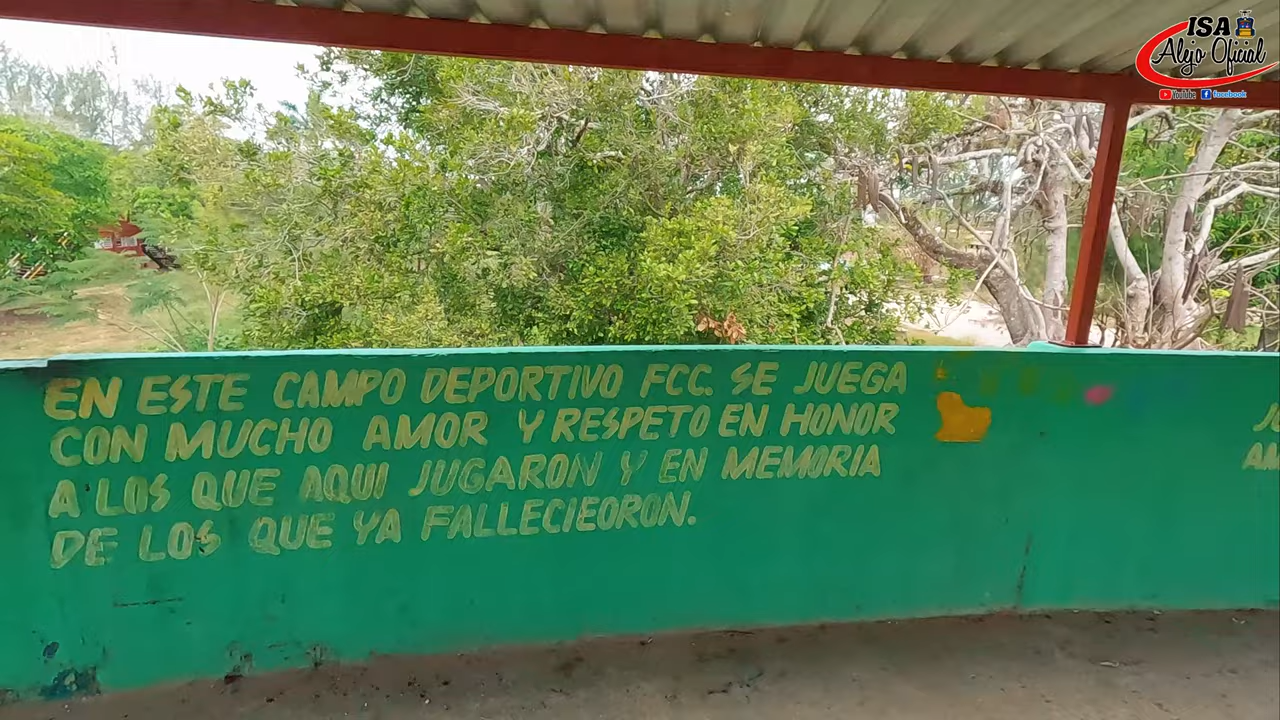 ISA
Alejo Oficial
YouTube facebook
EN ESTE CAMPO DEPORTIVO FCC. SE JUEGA
CON MUCHO AMOR Y RESPETO EN HONOR
A LOS QUE AQUI JUGARON Y EN MEMORIA
DE LOS QUE YA FALLECIEORON.